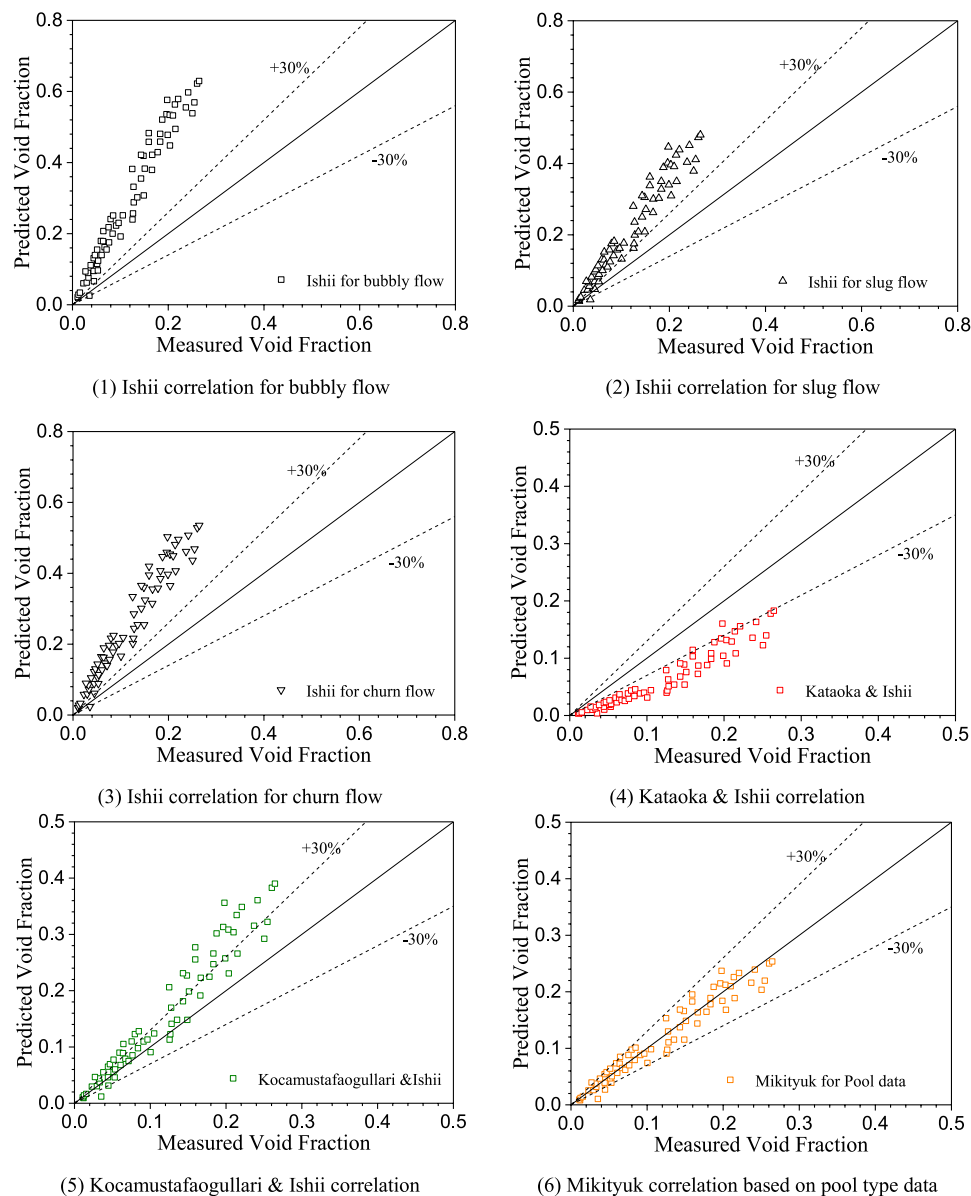 0.8
0.6
0.4
0.2
0.0
0.0 0.2 0.4 0.6 0.8
Predicted Void Fraction
Measured Void Fraction
+30%
-30%
Ishii for bubbly flow
(1) Ishii correlation for bubbly flow
0.8
0.6
0.4
0.2
0.0
0.0 0.2 0.4 0.6 0.8
Predicted Void Fraction
Measured Void Fraction
+30%
-30%
Ishii for slug flow
(2) Ishii correlation for slug flow
0.8
0.6
0.4
0.2
0.0
0.0 0.2 0.4 0.6 0.8
Predicted Void Fraction
Measured Void Fraction
+30%
-30%
Ishii for churn flow
(3) Ishii correlation for churn flow
0.5
0.4
0.3
0.2
0.1
0.0
0.0 0.1 0.2 0.3 0.4 0.5
Predicted Void Fraction
Measured Void Fraction
+30%
-30%
Kataoka & Ishii
(4) Kataoka & Ishii correlation
0.5
0.4
0.3
0.2
0.1
0.0
0.0 0.1 0.2 0.3 0.4 0.5
Predicted Void Fraction
Measured Void Fraction
+30%
-30%
Kocamustafaogullari &Ishii
(5) Kocamustafaogullari & Ishii correlation
0.5
0.4
0.3
0.2
0.1
0.0
0.0 0.1 0.2 0.3 0.4 0.5
Predicted Void Fraction
Measured Void Fraction
+30%
-30%
Mikityuk for Pool data
(6) Mikityuk correlation based on pool type data